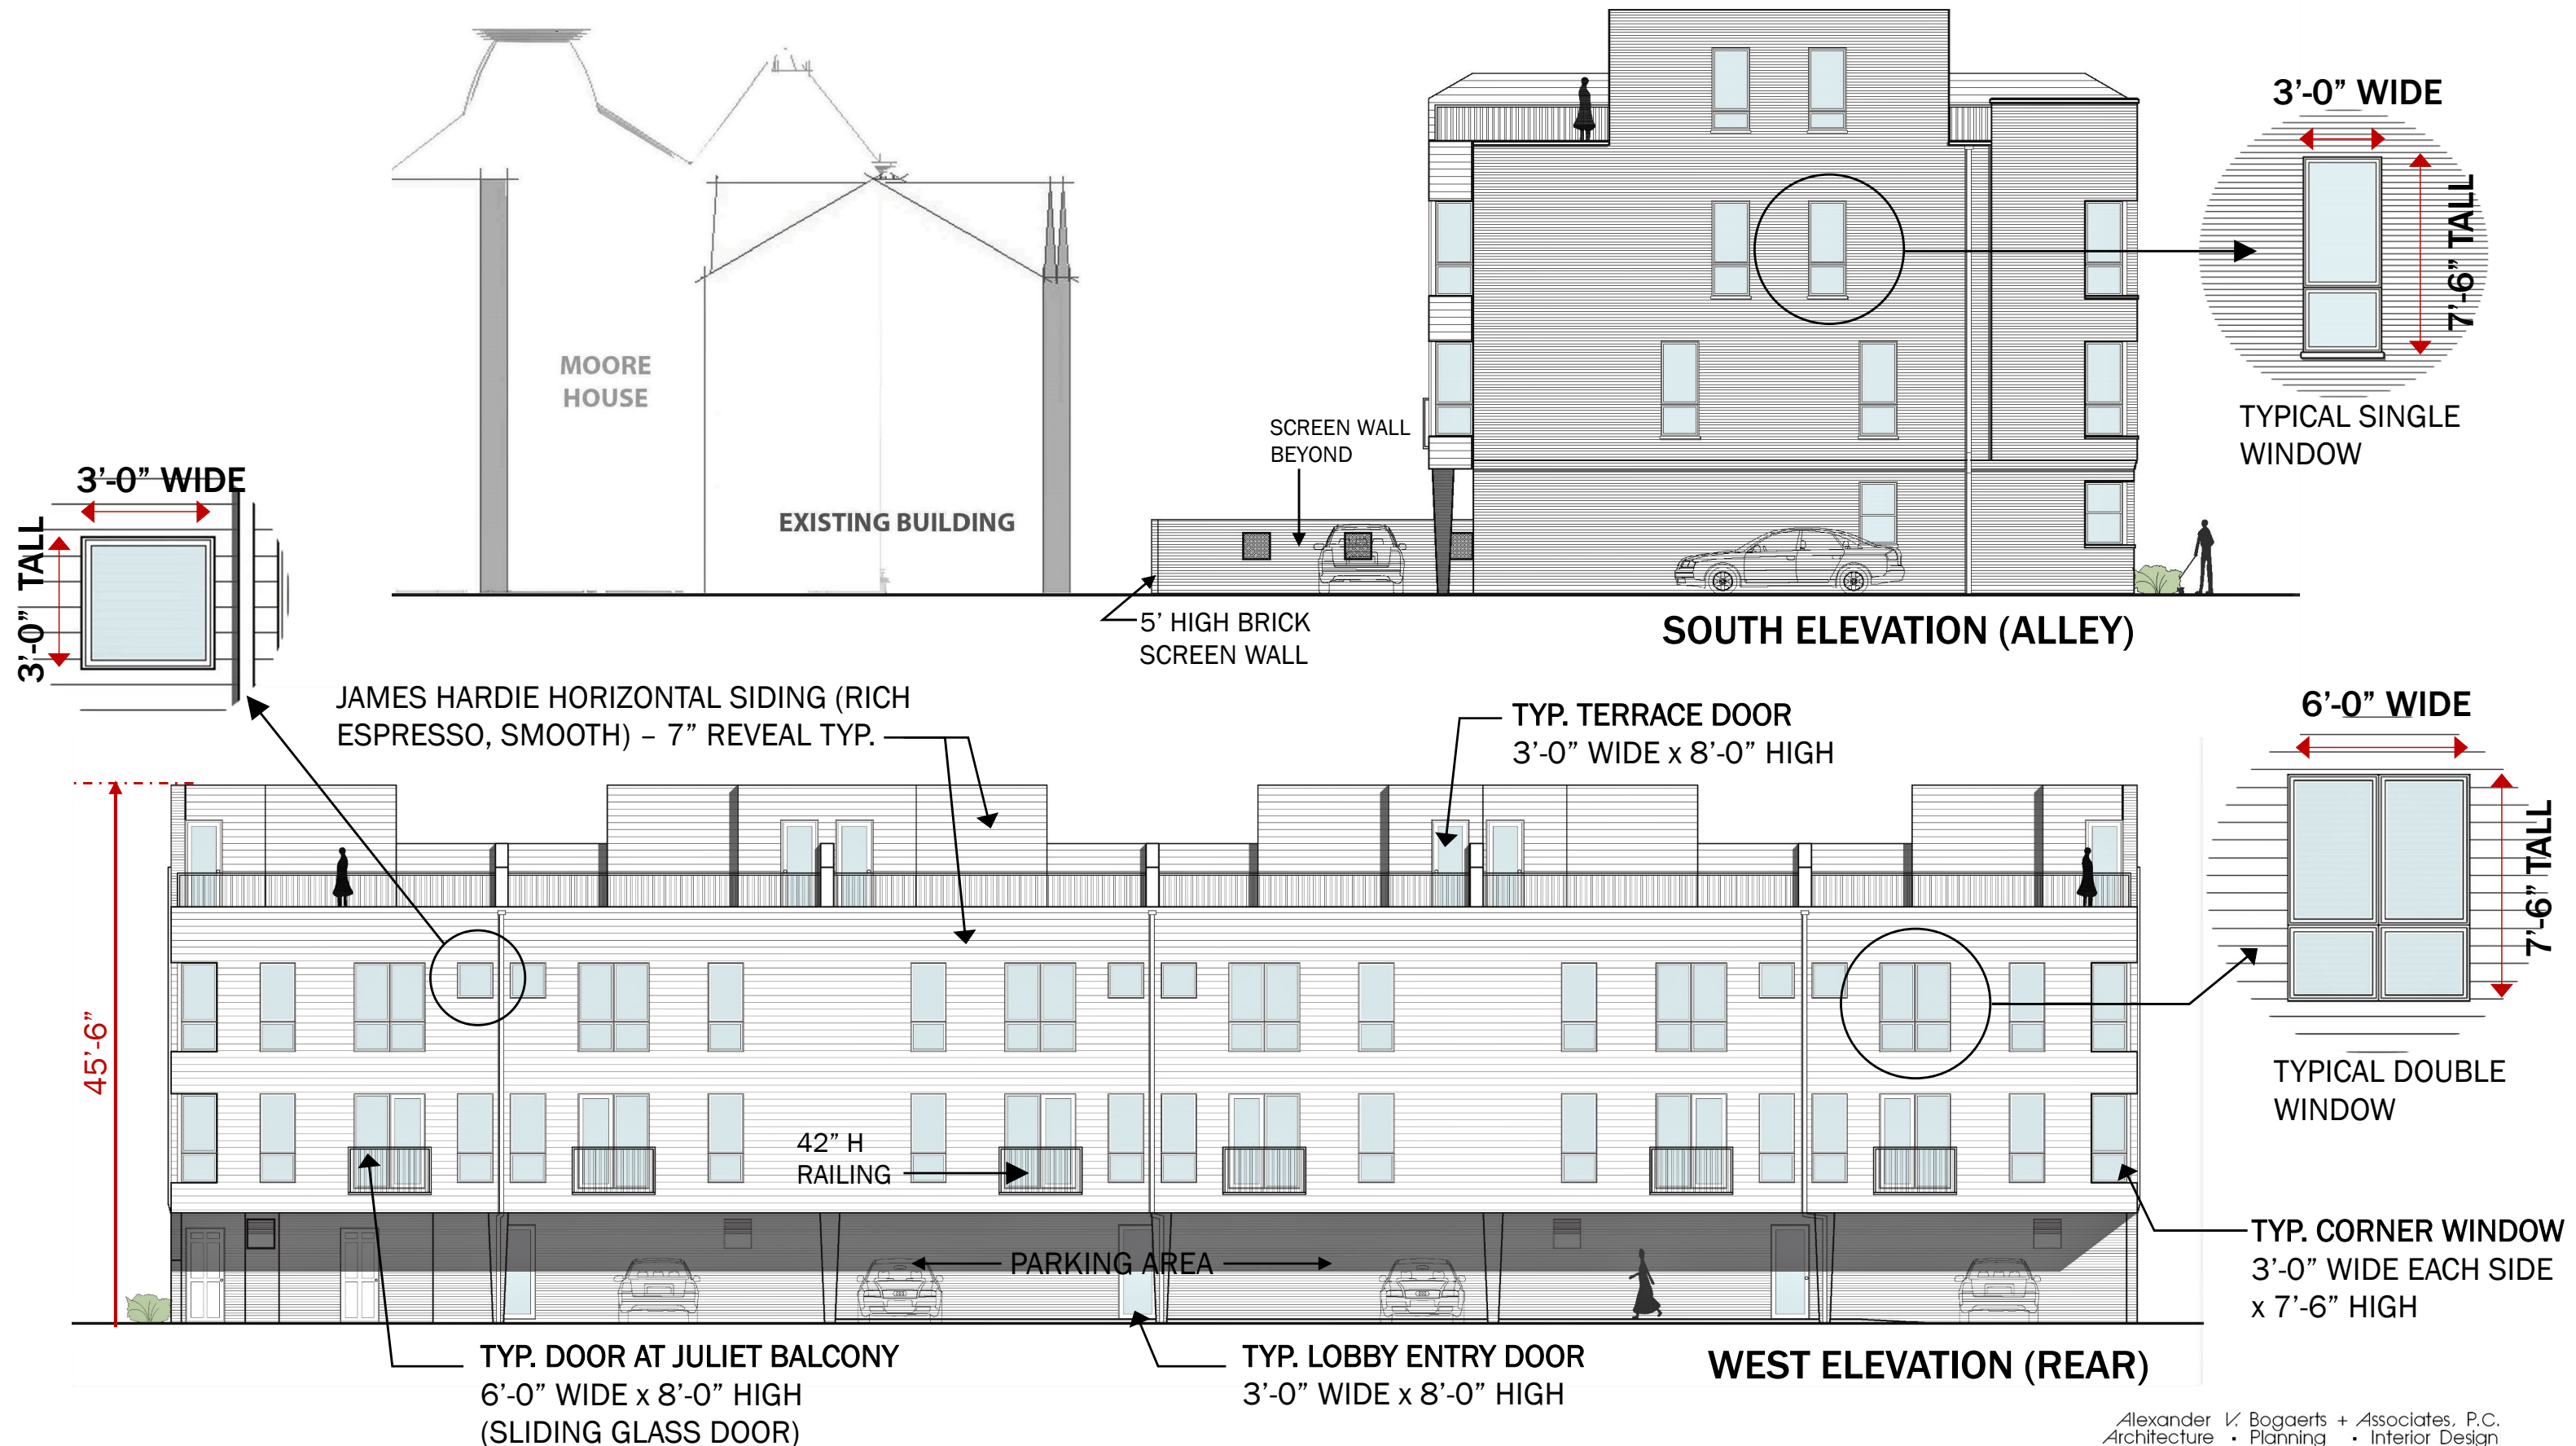 3’-0” WIDE
7’-6” TALL
TYPICAL SINGLE
WINDOW
MOORE
HOUSE
EXISTING BUILDING
SCREEN WALL
BEYOND
5’ HIGH BRICK
SCREEN WALL
SOUTH ELEVATION (ALLEY)
3’-0” WIDE
3’-0” TALL
JAMES HARDIE HORIZONTAL SIDING (RICH
ESPRESSO, SMOOTH) – 7” REVEAL TYP.
TYP. TERRACE DOOR
3’-0” WIDE x 8’-0” HIGH
6’-0” WIDE
7’-6” TALL
TYPICAL DOUBLE
WINDOW
45’-6”
42” H
RAILING
PARKING AREA
TYP. CORNER WINDOW
3’-0” WIDE EACH SIDE
x 7’-6” HIGH
TYP. DOOR AT JULIET BALCONY
6’-0” WIDE x 8’-0” HIGH
(SLIDING GLASS DOOR)
TYP. LOBBY ENTRY DOOR
3’-0” WIDE x 8’-0” HIGH
WEST ELEVATION (REAR)
Alexander V. Bogaerts + Associates, P.C.
Architecture • Planning • Interior Design